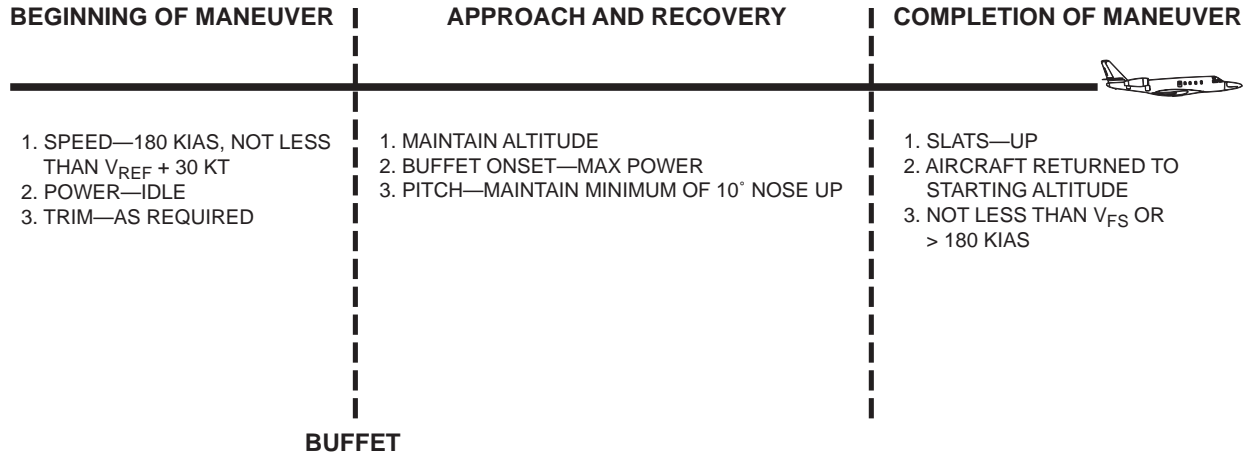 BEGINNING OF MANEUVER
APPROACH AND RECOVERY
COMPLETION OF MANEUVER
1. SPEED—180 KIAS, NOT LESS
THAN VREF + 30 KT
2. POWER—IDLE
3. TRIM—AS REQUIRED
1. MAINTAIN ALTITUDE
2. BUFFET ONSET—MAX POWER
3. PITCH—MAINTAIN MINIMUM OF 10˚ NOSE UP
1. SLATS—UP
2. AIRCRAFT RETURNED TO
STARTING ALTITUDE
3. NOT LESS THAN VFS OR
> 180 KIAS
BUFFET